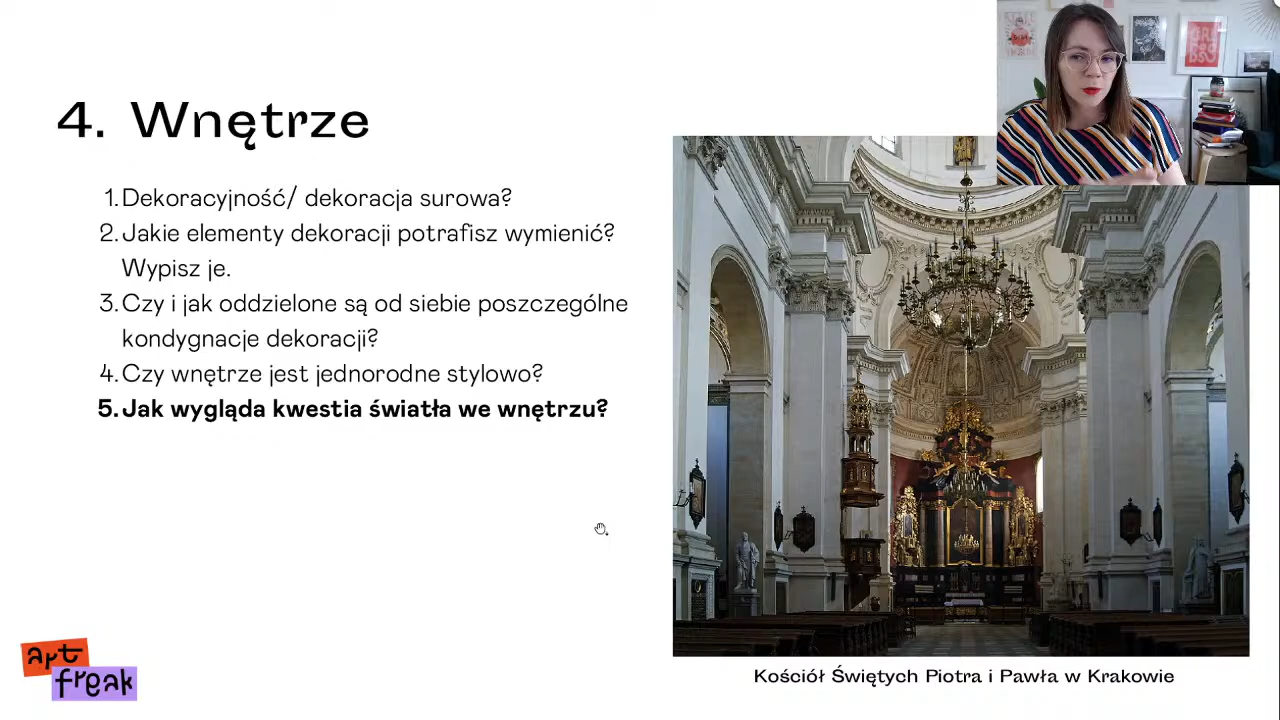 4. Wnętrze
1. Dekoracyjność/ dekoracja surowa?
2. Jakie elementy dekoracji potrafisz wymienić?
Wypisz je.
3. Czy i jak oddzielone są od siebie poszczególne
kondygnacje dekoracji?
4. Czy wnętrze jest jednorodne stylowo?
5. Jak wygląda kwestia światła we wnętrzu?
Kościół Świętych Piotra i Pawła w Krakowie
art
freak